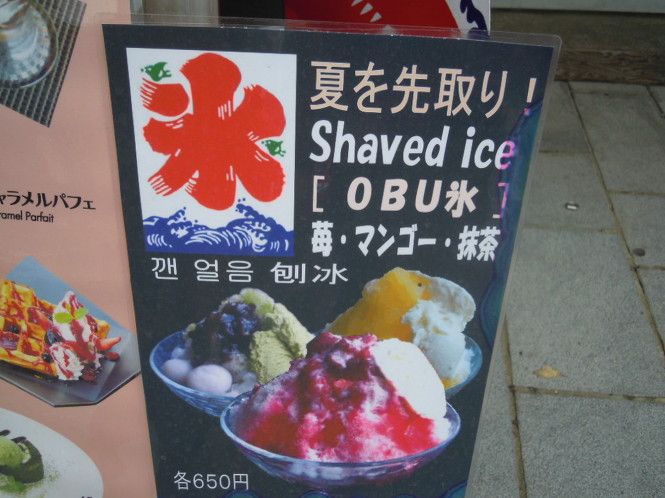 氷
夏を先取り!
Shaved ice
[ OBU氷 ]
苺・マンゴー・抹茶
깬 얼음 刨冰
各650円
ャラメルパフェ
ramel Parfait